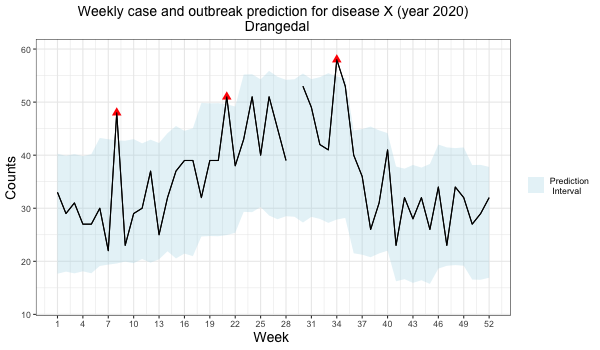 Weekly case and outbreak prediction for disease X (year 2020)
Drangedal
Counts
60
50
40
30
20
10
1 4 7 10 13 16 19 22 25 28 31 34 37 40 43 46 49 52
Week
Prediction
Interval